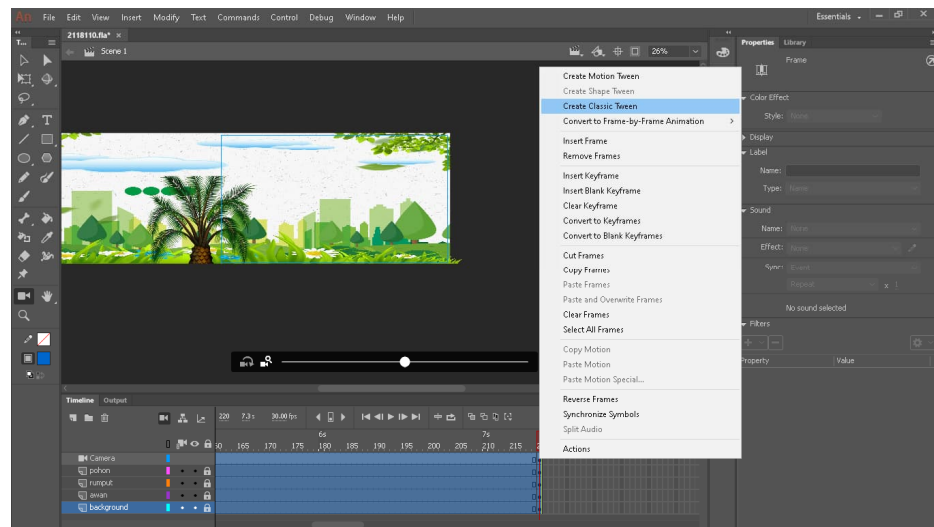 An File Edit View Insert Modify Text Commands Control Debug Window Help Essentials
2118110.fla* ×
Scene 1
26%
Create Motion Tween
Create Shape Tween
Create Classic Tween
Convert to Frame-by-Frame Animation
Insert Frame
Remove Frames
Insert Keyframe
Insert Blank Keyframe
Clear Keyframe
Convert to Keyframes
Convert to Blank Keyframes
Cut Frames
Copy Frames
Paste Frames
Paste and Overwrite Frames
Clear Frames
Select All Frames
Copy Motion
Paste Motion
Paste Motion Special...
Reverse Frames
Synchronize Symbols
Split Audio
Actions
Properties Library
Frame
Color Effect
Style: None
Display
Label
Name:
Type: Name
Sound
Name: None
Effect: None
Sync: Event
Repeat x 1
No sound selected
Filters
Property Value
Timeline Output
220 7.3 s 30.00 fps
6s 7s
165 170 175 180 185 190 195 200 205 210 215
Camera
pohon
rumput
awan
background